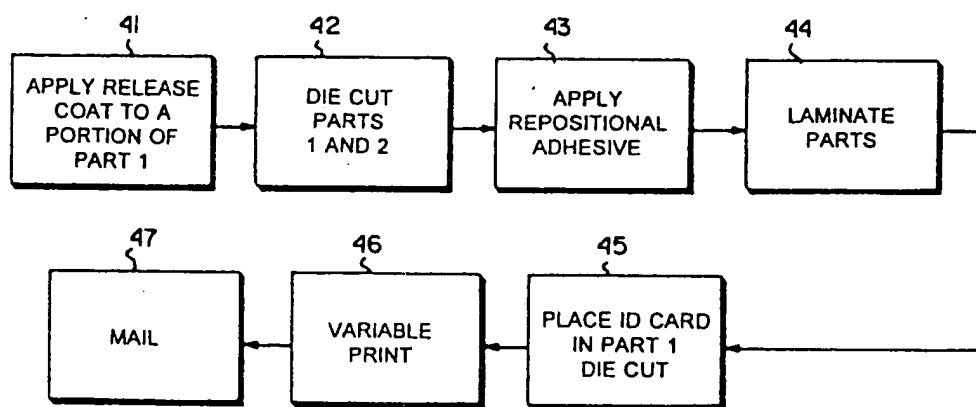 41
APPLY RELEASE
COAT TO A
PORTION OF
PART 1
42
DIE CUT
PARTS
1 AND 2
43
APPLY
REPOSITIONAL
ADHESIVE
44
LAMINATE
PARTS
45
PLACE ID CARD
IN PART 1
DIE CUT
46
VARIABLE
PRINT
47
MAIL